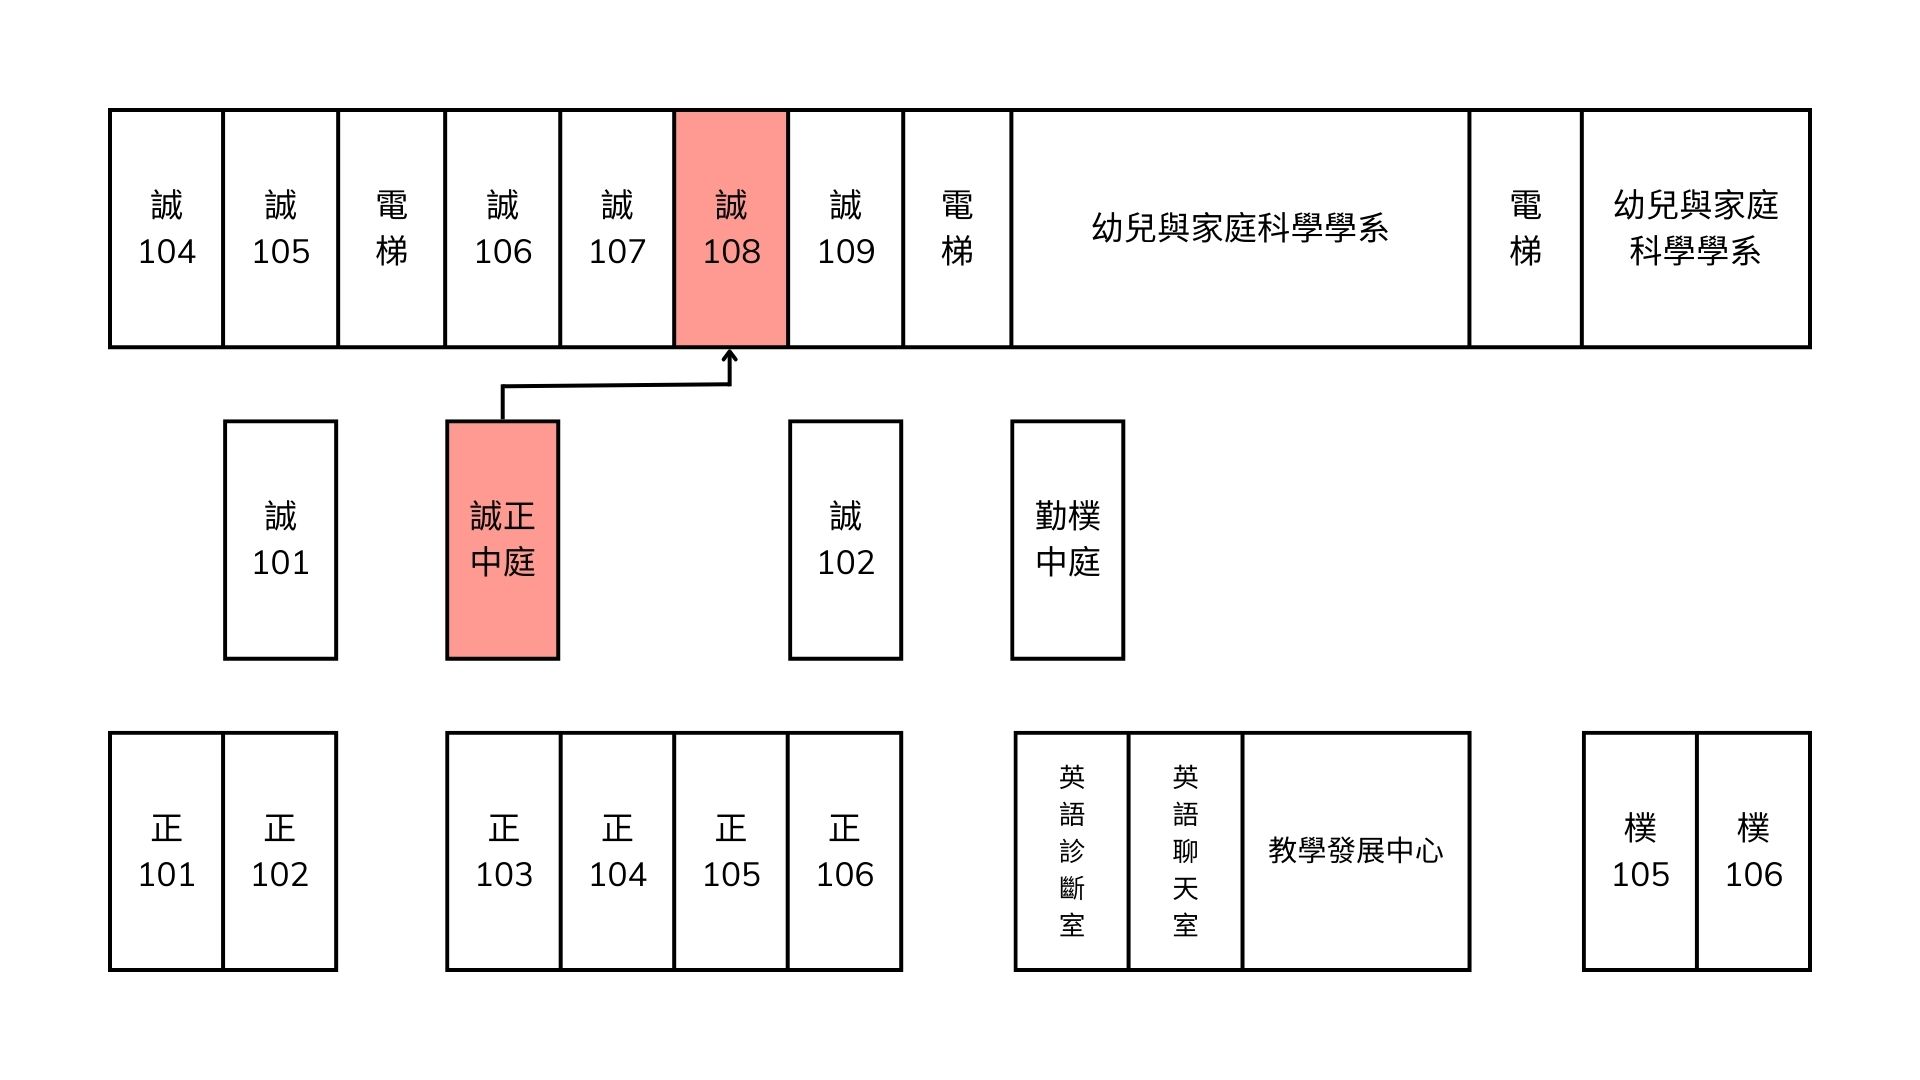 誠
104
誠
105
電
梯
誠
106
誠
107
誠
108
誠
109
電
梯
幼兒與家庭科學學系
電
梯
幼兒與家庭
科學學系
誠
101
誠正
中庭
誠
102
勤樸
中庭
正
101
正
102
正
103
正
104
正
105
正
106
英
語
診
斷
室
英
語
聊
天
室
教學發展中心
樸
105
樸
106